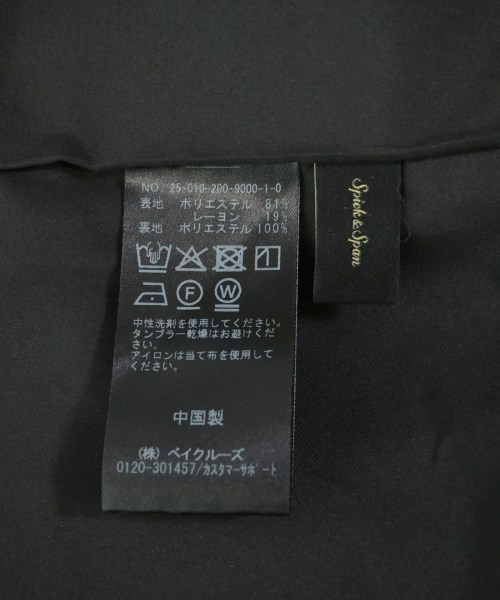 NO／25-010-200-9000-1-0
表地 ポリエステル 81%
レーヨン 19%
裏地 ポリエステル100%
F W
中性洗剤を使用してください。
タンブラー乾燥はお避けくださ
い。
アイロンは当て布を使用してく
ださい。
中国製
(株) ベイクルーズ
0120-301457/カスタマーサポート
Spick&Span